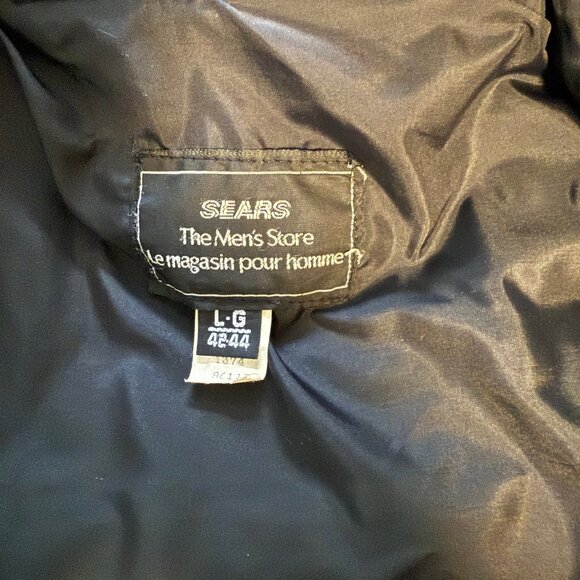 SEARS
The Men's Store
Le magasin pour homme
L·G
42-44